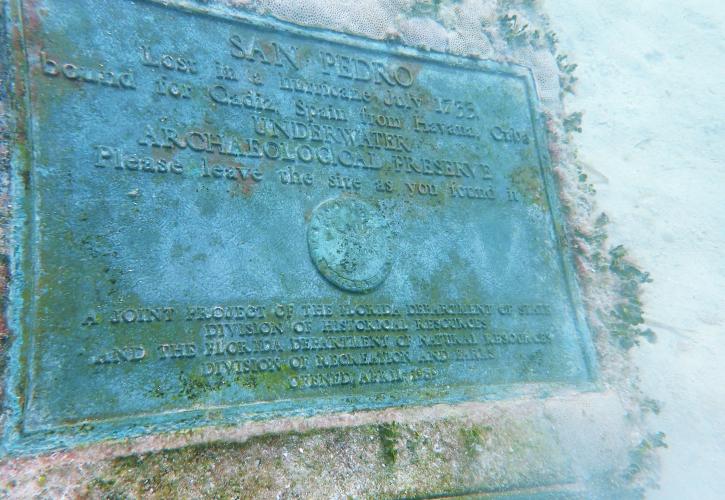 SAN PEDRO
Lost in a hurricane July 1733
bound for Cadiz, Spain from Havana, Cuba
UNDERWATER
ARCHAEOLOGICAL PRESERVE
Please leave the site as you found it
A JOINT PROJECT OF THE FLORIDA DEPARTMENT OF STATE
DIVISION OF HISTORICAL RESOURCES
AND THE FLORIDA DEPARTMENT OF NATURAL RESOURCES
DIVISION OF RECREATION AND PARKS
OPENED APRIL